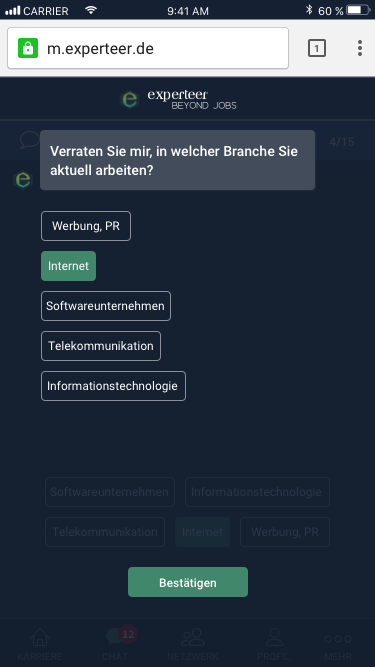 CARRIER 9:41 AM 60 %
m.experteer.de 1
e experteer
BEYOND JOBS
4/15
Verraten Sie mir, in welcher Branche Sie
aktuell arbeiten?
e
Werbung, PR
Internet
Softwareunternehmen
Telekommunikation
Informationstechnologie
Softwareunternehmen Informationstechnologie
Telekommunikation Internet Werbung, PR
Bestätigen
12
KARRIERE CHAT NETZWERK PROFIL MEHR